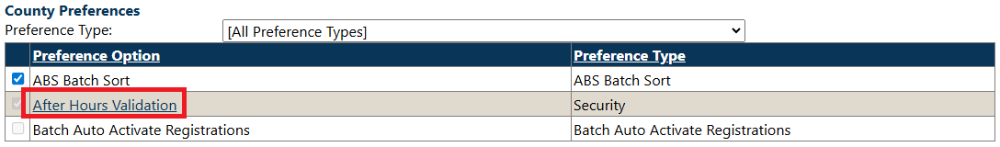 County Preferences
Preference Type: [All Preference Types]
Preference Option Preference Type
ABS Batch Sort ABS Batch Sort
After Hours Validation Security
Batch Auto Activate Registrations Batch Auto Activate Registrations